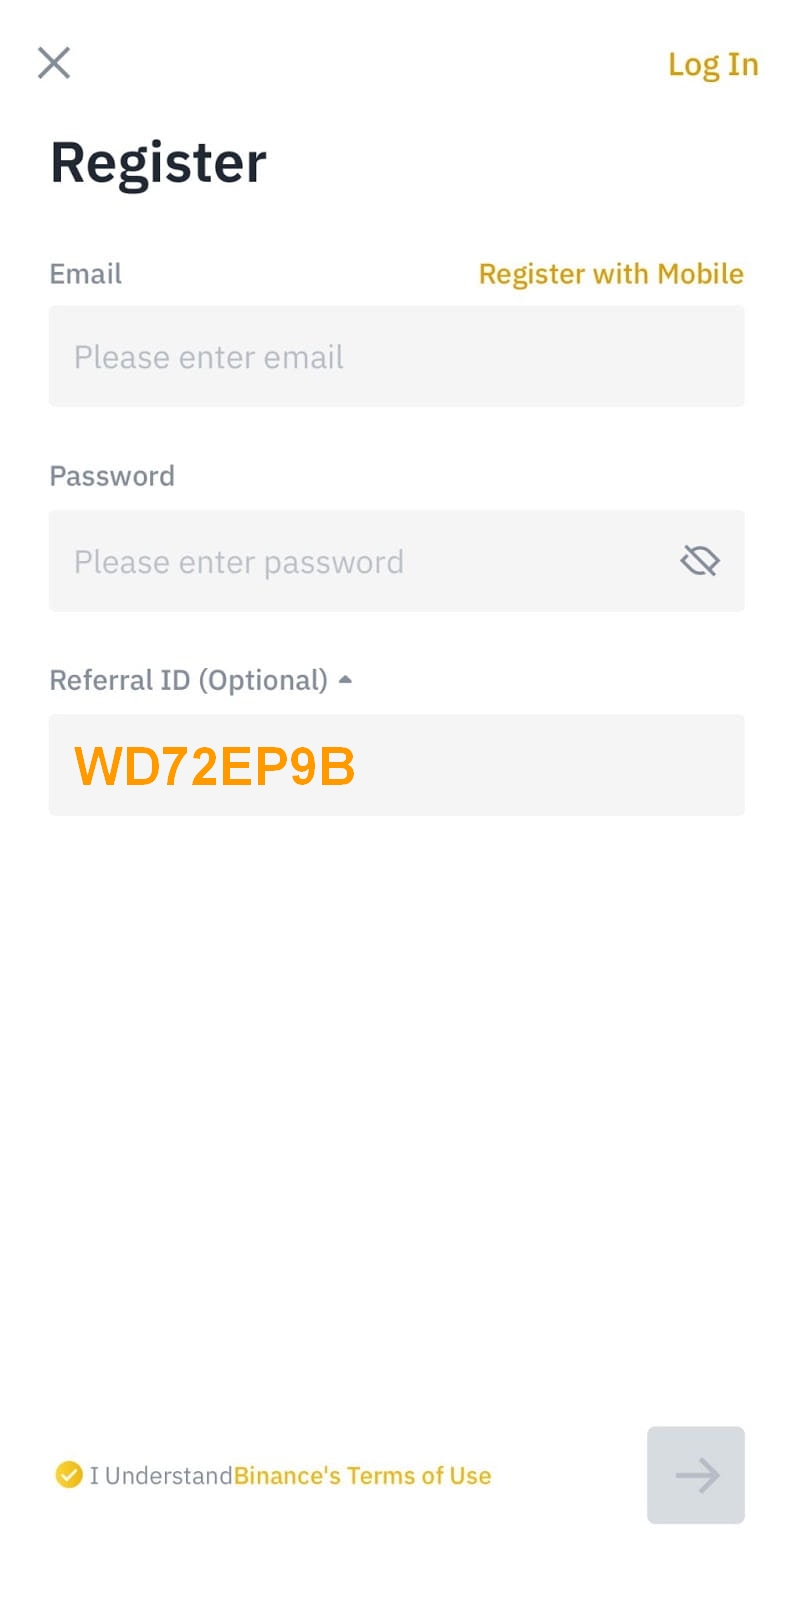 Log In
Register
Email
Register with Mobile
Please enter email
Password
Please enter password
Referral ID (Optional)
WD72EP9B
I UnderstandBinance's Terms of Use